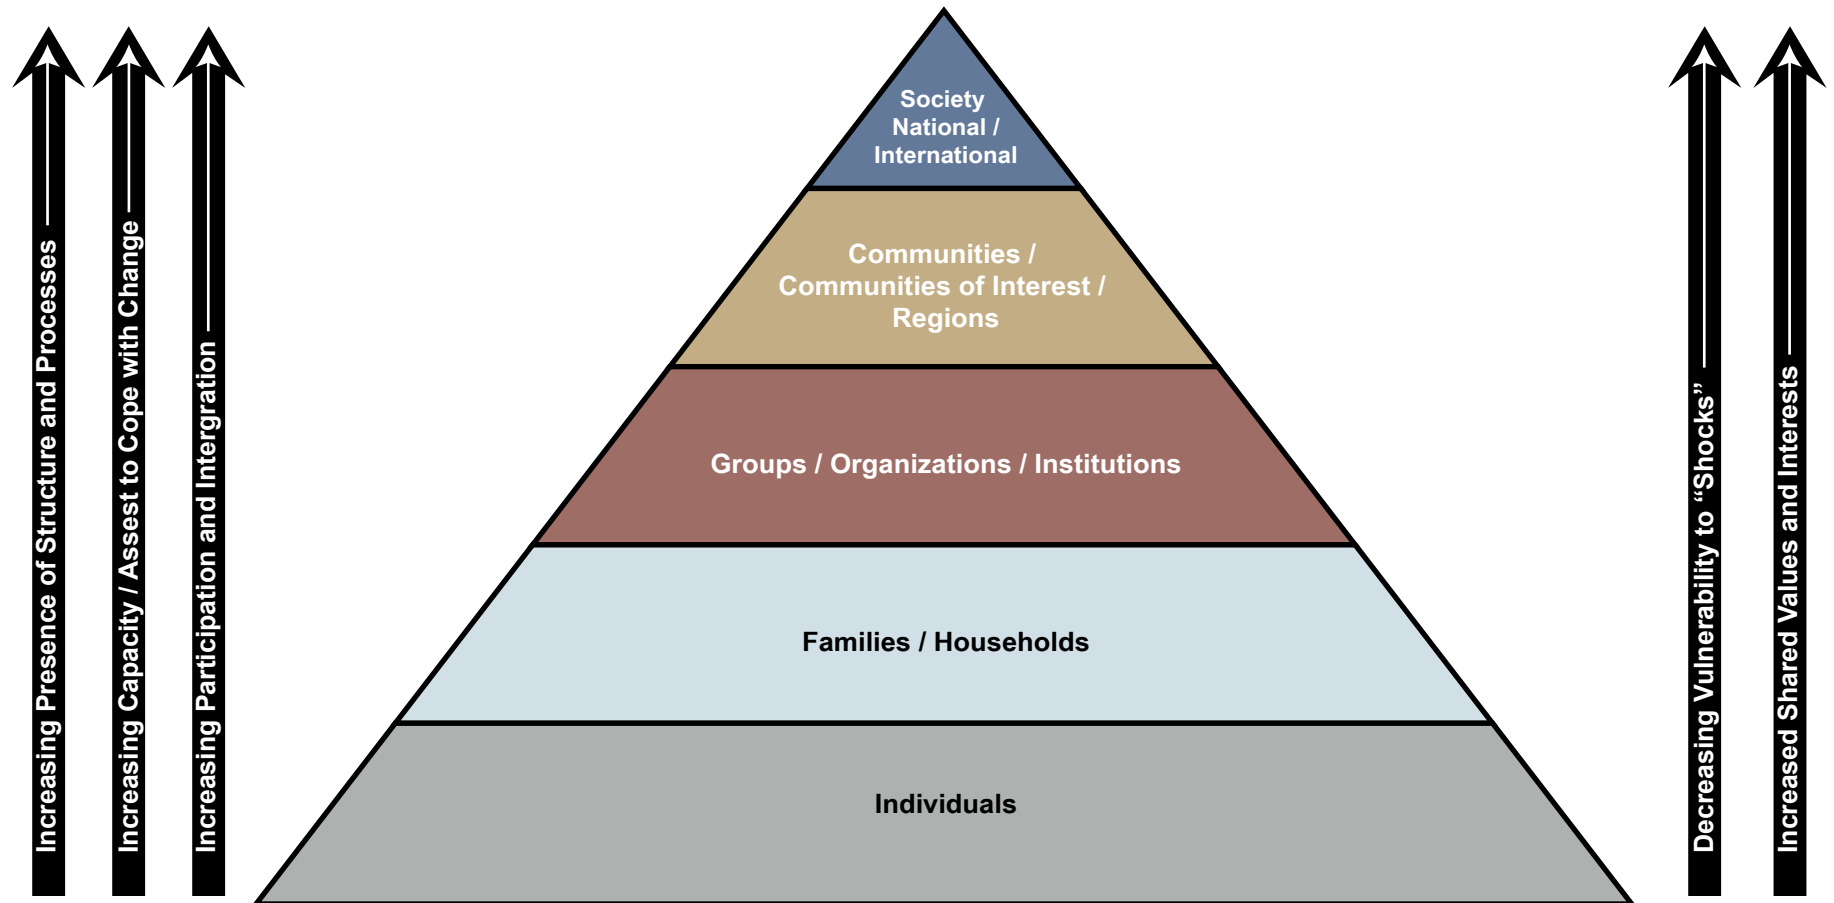 Increasing Presence of Structure and Processes
Increasing Capacity / Assest to Cope with Change
Increasing Participation and Intergration
Society
National /
International
Communities /
Communities of Interest /
Regions
Groups / Organizations / Institutions
Families / Households
Individuals
Decreasing Vulnerability to “Shocks”
Increased Shared Values and Interests